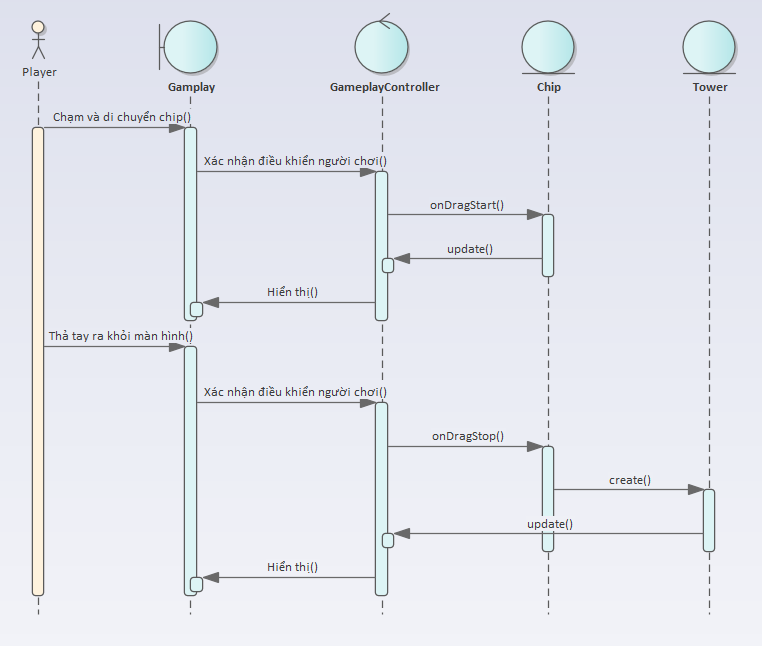 Player
Gamplay
GameplayController
Chip
Tower
Chạm và di chuyển chip()
Xác nhận điều khiển người chơi()
onDragStart()
update()
Hiển thị()
Thả tay ra khỏi màn hình()
Xác nhận điều khiển người chơi()
onDragStop()
create()
update()
Hiển thị()